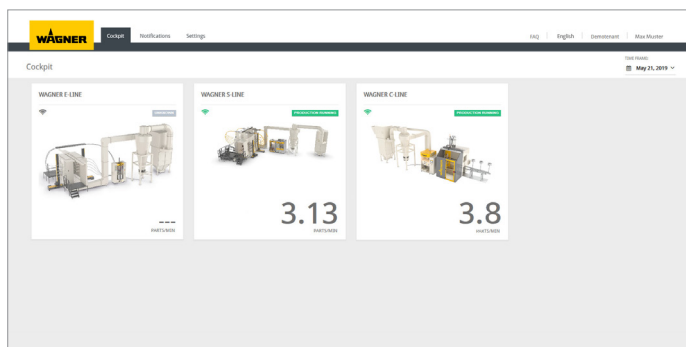 WAGNER
Cockpit Notifications Settings
FAQ English Demotenant Max Muster
Cockpit
TIME FRAME:
May 21, 2019
WAGNER E-LINE
WAGNER S-LINE
WAGNER C-LINE
PRODUCTION RUNNING
PRODUCTION RUNNING
---
PARTS/MIN
3.13
PARTS/MIN
3.8
PARTS/MIN